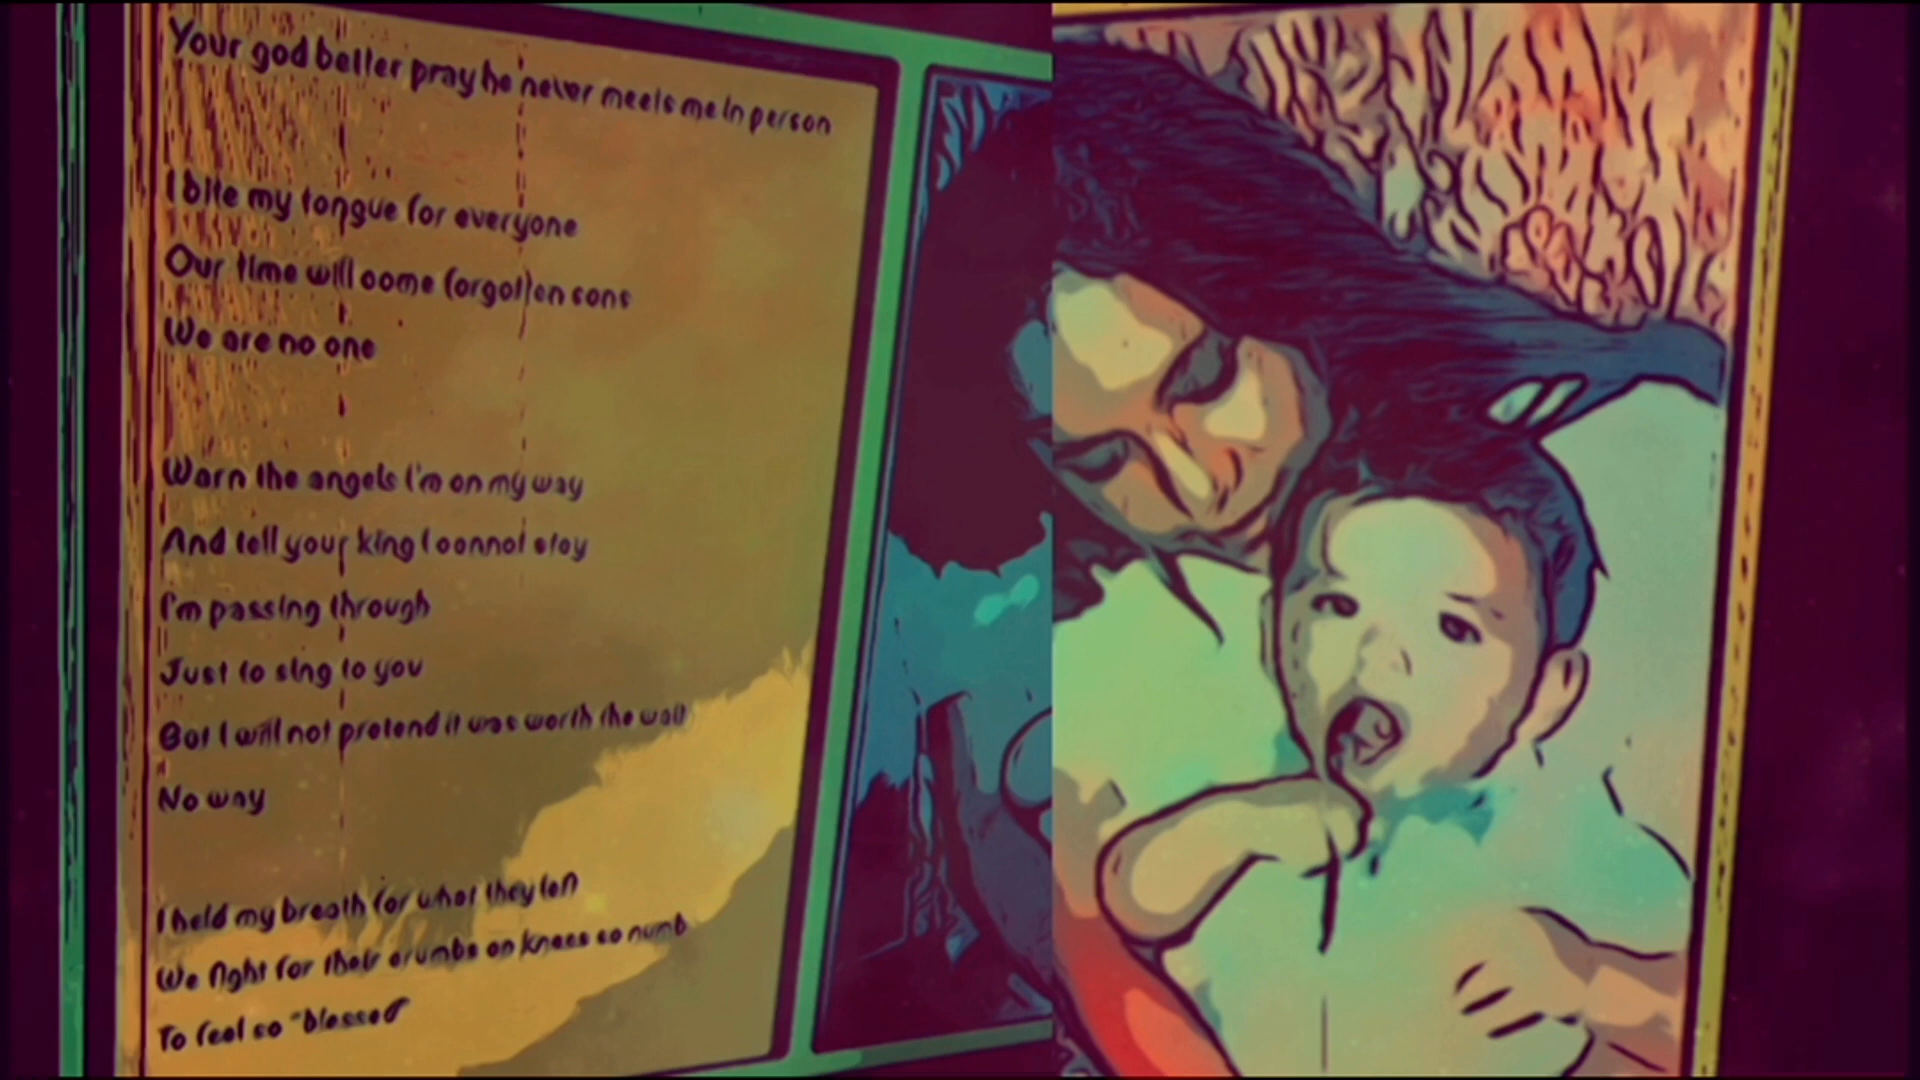 Your god better pray he never meets me in person
I bite my tongue for everyone
Our time will come forgotten sons
We are no one
Warn the angels I'm on my way
And tell your king I cannot stay
I'm passing through
Just to sing to you
But I will not pretend it was worth the wait
No way
I held my breath for what they left
We fight for their crumbs on knees so numb
To feel so "blessed"